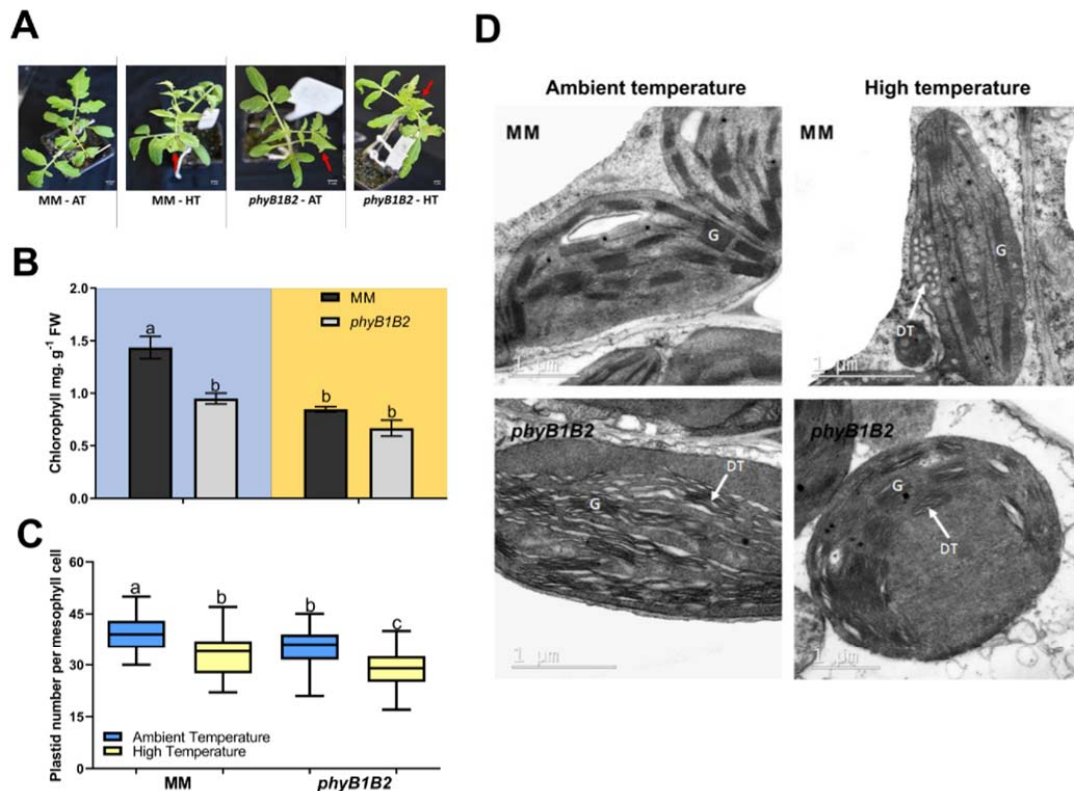 A
MM - AT
MM - HT
phyB1B2 - AT
phyB1B2 - HT
B
Chlorophyll mg. g⁻¹ FW
2.0
1.5
1.0
0.5
0.0
a
b
b
b
MM
phyB1B2
C
Plastid number per mesophyll cell
60
45
30
15
0
a
b
b
c
Ambient Temperature
High Temperature
MM
phyB1B2
D
Ambient temperature
High temperature
MM
G
1 µm
MM
G
DT
1 µm
phyB1B2
DT
G
1 µm
phyB1B2
G
DT
1 µm